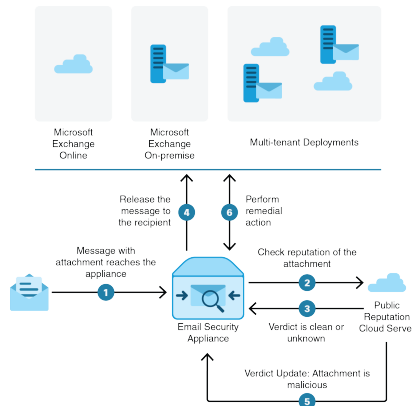 Microsoft
Exchange
Online
Microsoft
Exchange
On-premise
Multi-tenant Deployments
Release the
message to
the recipient
4
6
Perform
remedial
action
Message with
attachment reaches the
appliance
1
Check reputation of the
attachment
2
3
Verdict is clean or
unknown
Email Security
Appliance
Public
Reputation
Cloud Serve
Verdict Update: Attachment is
malicious
5